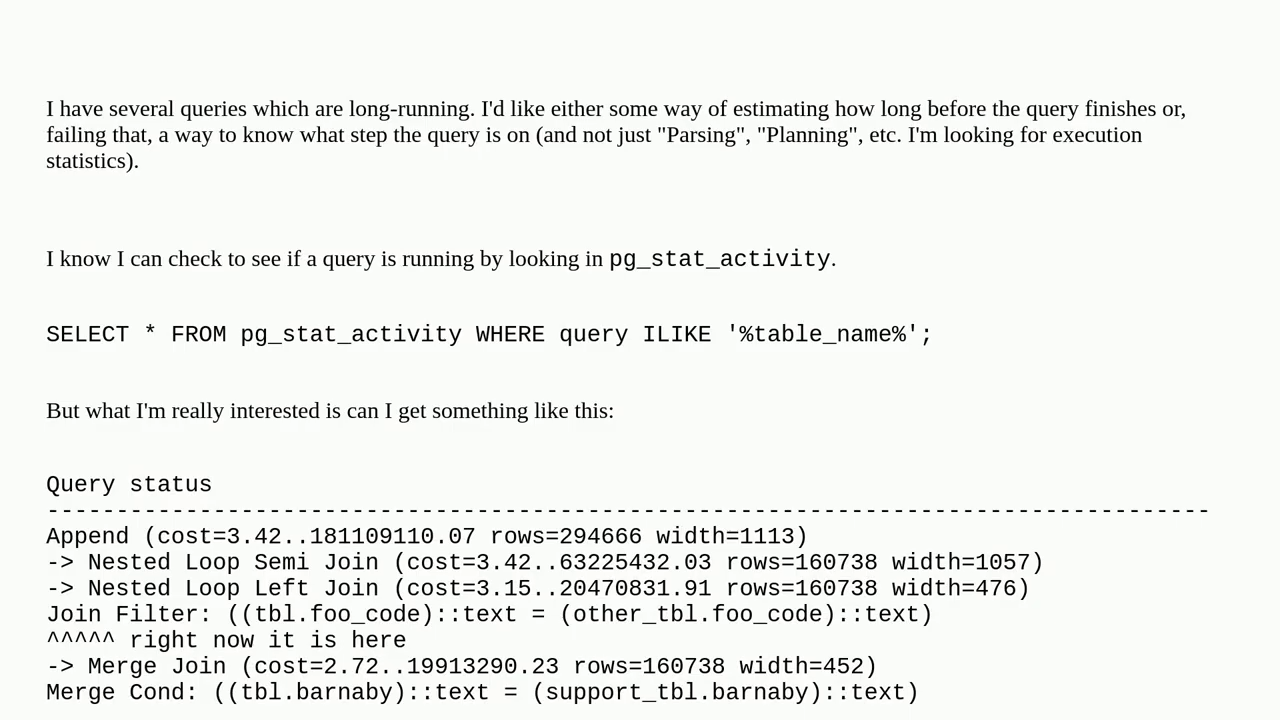 I have several queries which are long-running. I'd like either some way of estimating how long before the query finishes or,
failing that, a way to know what step the query is on (and not just "Parsing", "Planning", etc. I'm looking for execution
statistics).
I know I can check to see if a query is running by looking in pg_stat_activity.
SELECT * FROM pg_stat_activity WHERE query ILIKE '%table_name%';
But what I'm really interested is can I get something like this:
Query status
------------------------------------------------------------------------------------
Append (cost=3.42..181109110.07 rows=294666 width=1113)
-> Nested Loop Semi Join (cost=3.42..63225432.03 rows=160738 width=1057)
-> Nested Loop Left Join (cost=3.15..20470831.91 rows=160738 width=476)
Join Filter: ((tbl.foo_code)::text = (other_tbl.foo_code)::text)
^^^^^ right now it is here
-> Merge Join (cost=2.72..19913290.23 rows=160738 width=452)
Merge Cond: ((tbl.barnaby)::text = (support_tbl.barnaby)::text)